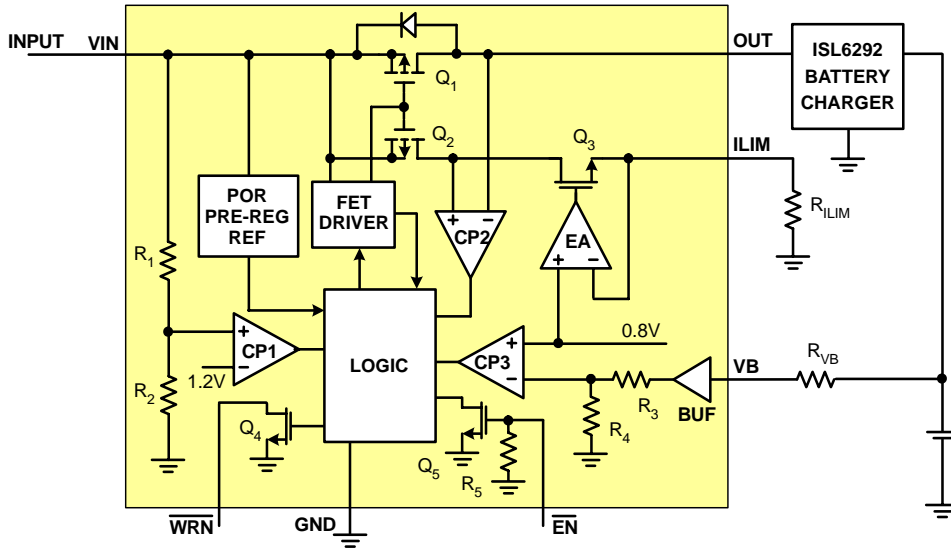 INPUT
VIN
OUT
ISL6292
BATTERY
CHARGER
Q1
Q2
Q3
ILIM
RILIM
POR
PRE-REG
REF
FET
DRIVER
CP2
EA
R1
CP1
1.2V
LOGIC
CP3
0.8V
VB
RVB
R2
R3
BUF
R4
Q4
Q5
R5
WRN
GND
EN